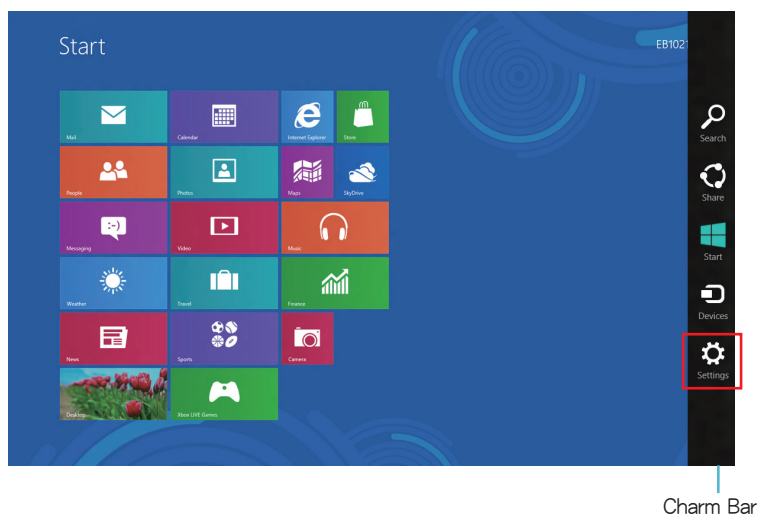 Start
EB1021
Mail
Calendar
Internet Explorer
Store
People
Photos
Maps
SkyDrive
Messaging
:-)
Video
Music
Weather
Travel
Finance
News
Sports
Camera
Desktop
Xbox LIVE Games
Search
Share
Start
Devices
Settings
Charm Bar